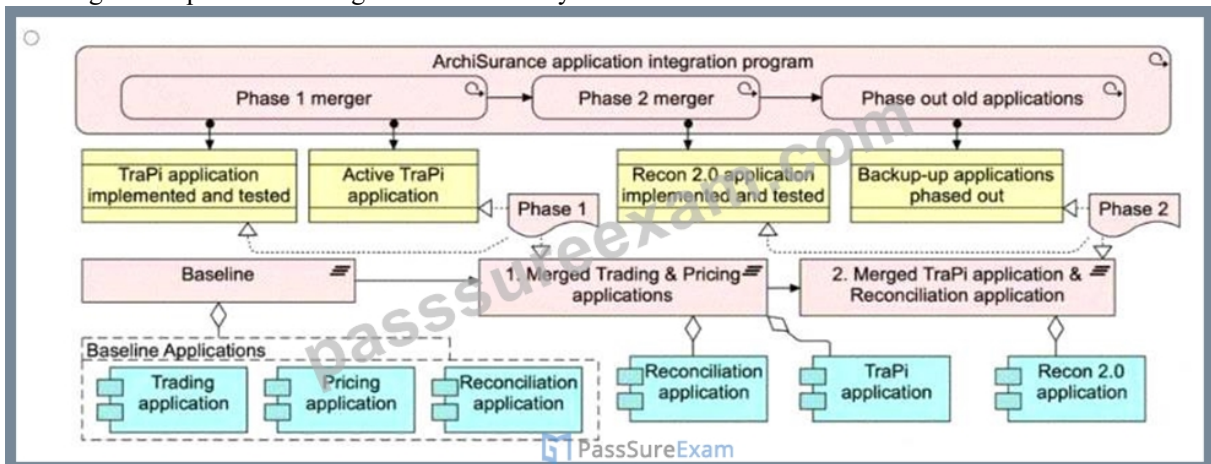 ArchiSurance application integration program
Phase 1 merger
Phase 2 merger
Phase out old applications
TraPi application
implemented and tested
Active TraPi
application
Recon 2.0 application
implemented and tested
Backup-up applications
phased out
Phase 1
Phase 2
Baseline
1. Merged Trading & Pricing
applications
2. Merged TraPi application &
Reconciliation application
Baseline Applications
Trading
application
Pricing
application
Reconciliation
application
Reconciliation
application
TraPi
application
Recon 2.0
application
passsureexam.com
PassSureExam